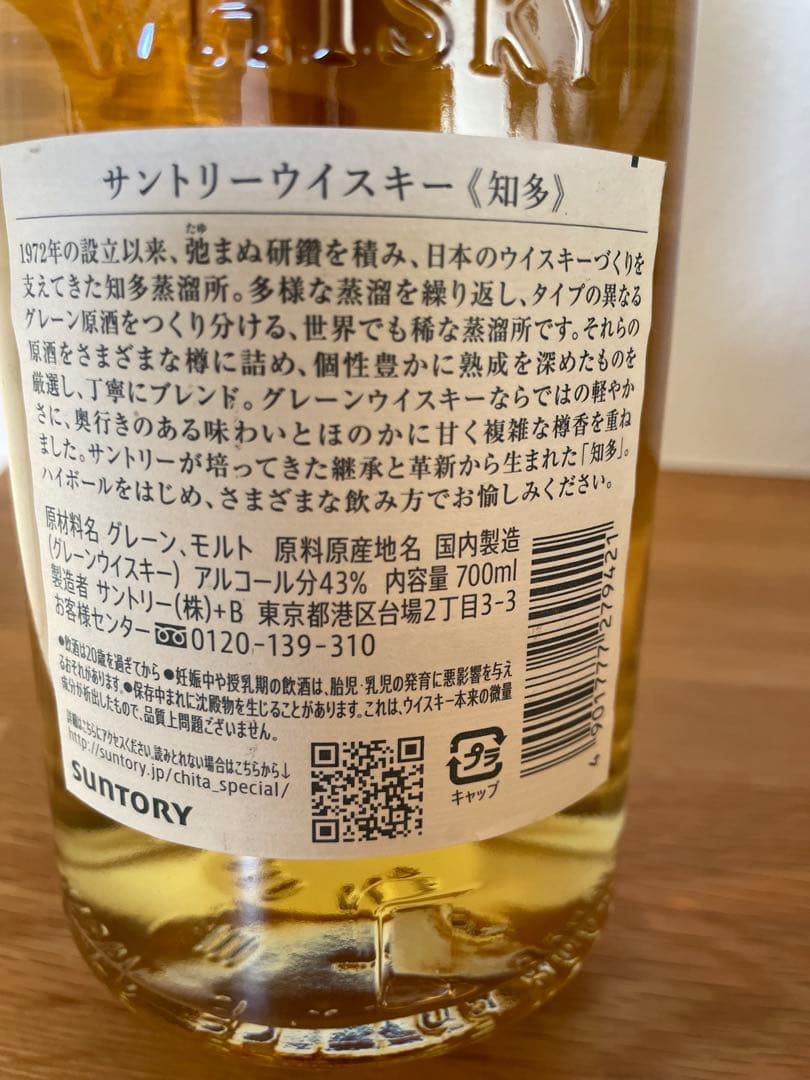 WHISKY
サントリーウイスキー《知多》
たゆ
1972年の設立以来、弛まぬ研鑽を積み、日本のウイスキーづくりを
支えてきた知多蒸溜所。多様な蒸溜を繰り返し、タイプの異なる
グレーン原酒をつくり分ける、世界でも稀な蒸溜所です。それらの
原酒をさまざまな樽に詰め、個性豊かに熟成を深めたものを
厳選し、丁寧にブレンド。グレーンウイスキーならではの軽やか
さに、奥行きのある味わいとほのかに甘く複雑な樽香を重ね
ました。サントリーが培ってきた継承と革新から生まれた「知多」。
ハイボールをはじめ、さまざまな飲み方でお愉しみください。
原材料名 グレーン、モルト 原料原産地名 国内製造
(グレーンウイスキー) アルコール分43% 内容量 700ml
製造者 サントリー(株)+B 東京都港区台場2丁目3-3
お客様センター 0120-139-310
●飲酒は20歳を過ぎてから ●妊娠中や授乳期の飲酒は、胎児・乳児の発育に悪影響を与え
るおそれがあります。●保存中まれに沈殿物を生じることがあります。これは、ウイスキー本来の微量
成分が析出したもので、品質上問題ございません。
詳細はこちらにアクセスください。読みとれない場合はこちらから↓
http://suntory.jp/chita_special/
SUNTORY
プラ
キャップ
4 901777 279421